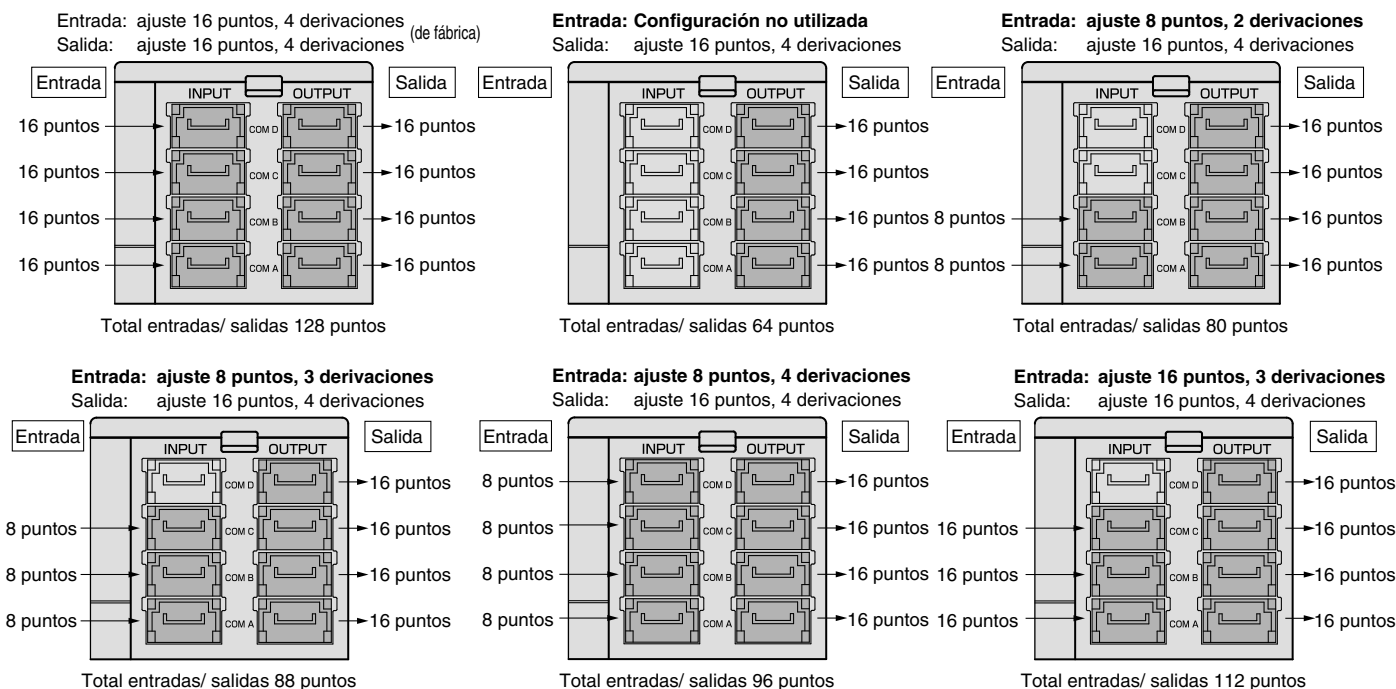 Entrada: ajuste 16 puntos, 4 derivaciones
Salida: ajuste 16 puntos, 4 derivaciones
(de fábrica)
Entrada
Salida
INPUT
OUTPUT
16 puntos COM D 16 puntos
16 puntos COM C 16 puntos
16 puntos COM B 16 puntos
16 puntos COM A 16 puntos
Total entradas/ salidas 128 puntos
Entrada: Configuración no utilizada
Salida: ajuste 16 puntos, 4 derivaciones
Entrada
Salida
INPUT
OUTPUT
COM D 16 puntos
COM C 16 puntos
COM B 16 puntos
COM A 16 puntos
Total entradas/ salidas 64 puntos
Entrada: ajuste 8 puntos, 2 derivaciones
Salida: ajuste 16 puntos, 4 derivaciones
Entrada
Salida
INPUT
OUTPUT
COM D 16 puntos
COM C 16 puntos
8 puntos COM B 16 puntos
8 puntos COM A 16 puntos
Total entradas/ salidas 80 puntos
Entrada: ajuste 8 puntos, 3 derivaciones
Salida: ajuste 16 puntos, 4 derivaciones
Entrada
Salida
INPUT
OUTPUT
COM D 16 puntos
8 puntos COM C 16 puntos
8 puntos COM B 16 puntos
8 puntos COM A 16 puntos
Total entradas/ salidas 88 puntos
Entrada: ajuste 8 puntos, 4 derivaciones
Salida: ajuste 16 puntos, 4 derivaciones
Entrada
Salida
INPUT
OUTPUT
8 puntos COM D 16 puntos
8 puntos COM C 16 puntos
8 puntos COM B 16 puntos
8 puntos COM A 16 puntos
Total entradas/ salidas 96 puntos
Entrada: ajuste 16 puntos, 3 derivaciones
Salida: ajuste 16 puntos, 4 derivaciones
Entrada
Salida
INPUT
OUTPUT
COM D 16 puntos
16 puntos COM C 16 puntos
16 puntos COM B 16 puntos
16 puntos COM A 16 puntos
Total entradas/ salidas 112 puntos